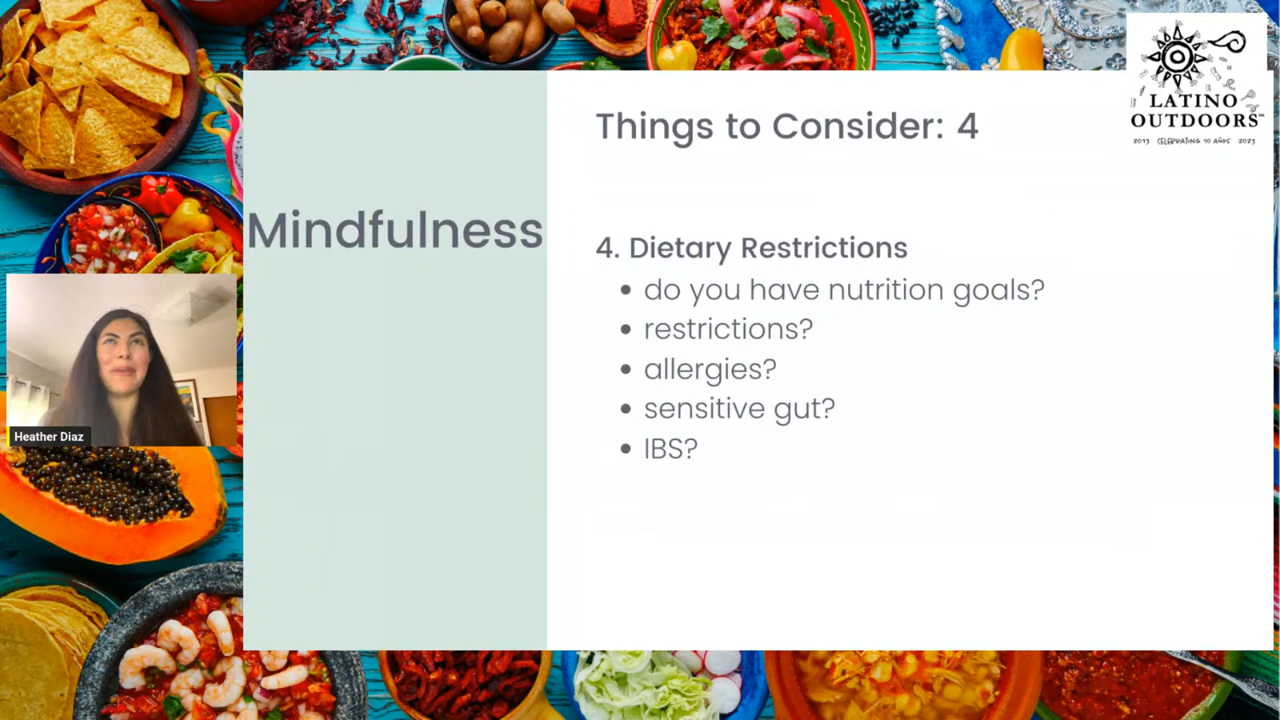 Things to Consider: 4
LATINO
OUTDOORS
2013 CELEBRATING 10 AÑOS 2023
Mindfulness
4. Dietary Restrictions
• do you have nutrition goals?
• restrictions?
• allergies?
• sensitive gut?
• IBS?
Heather Diaz